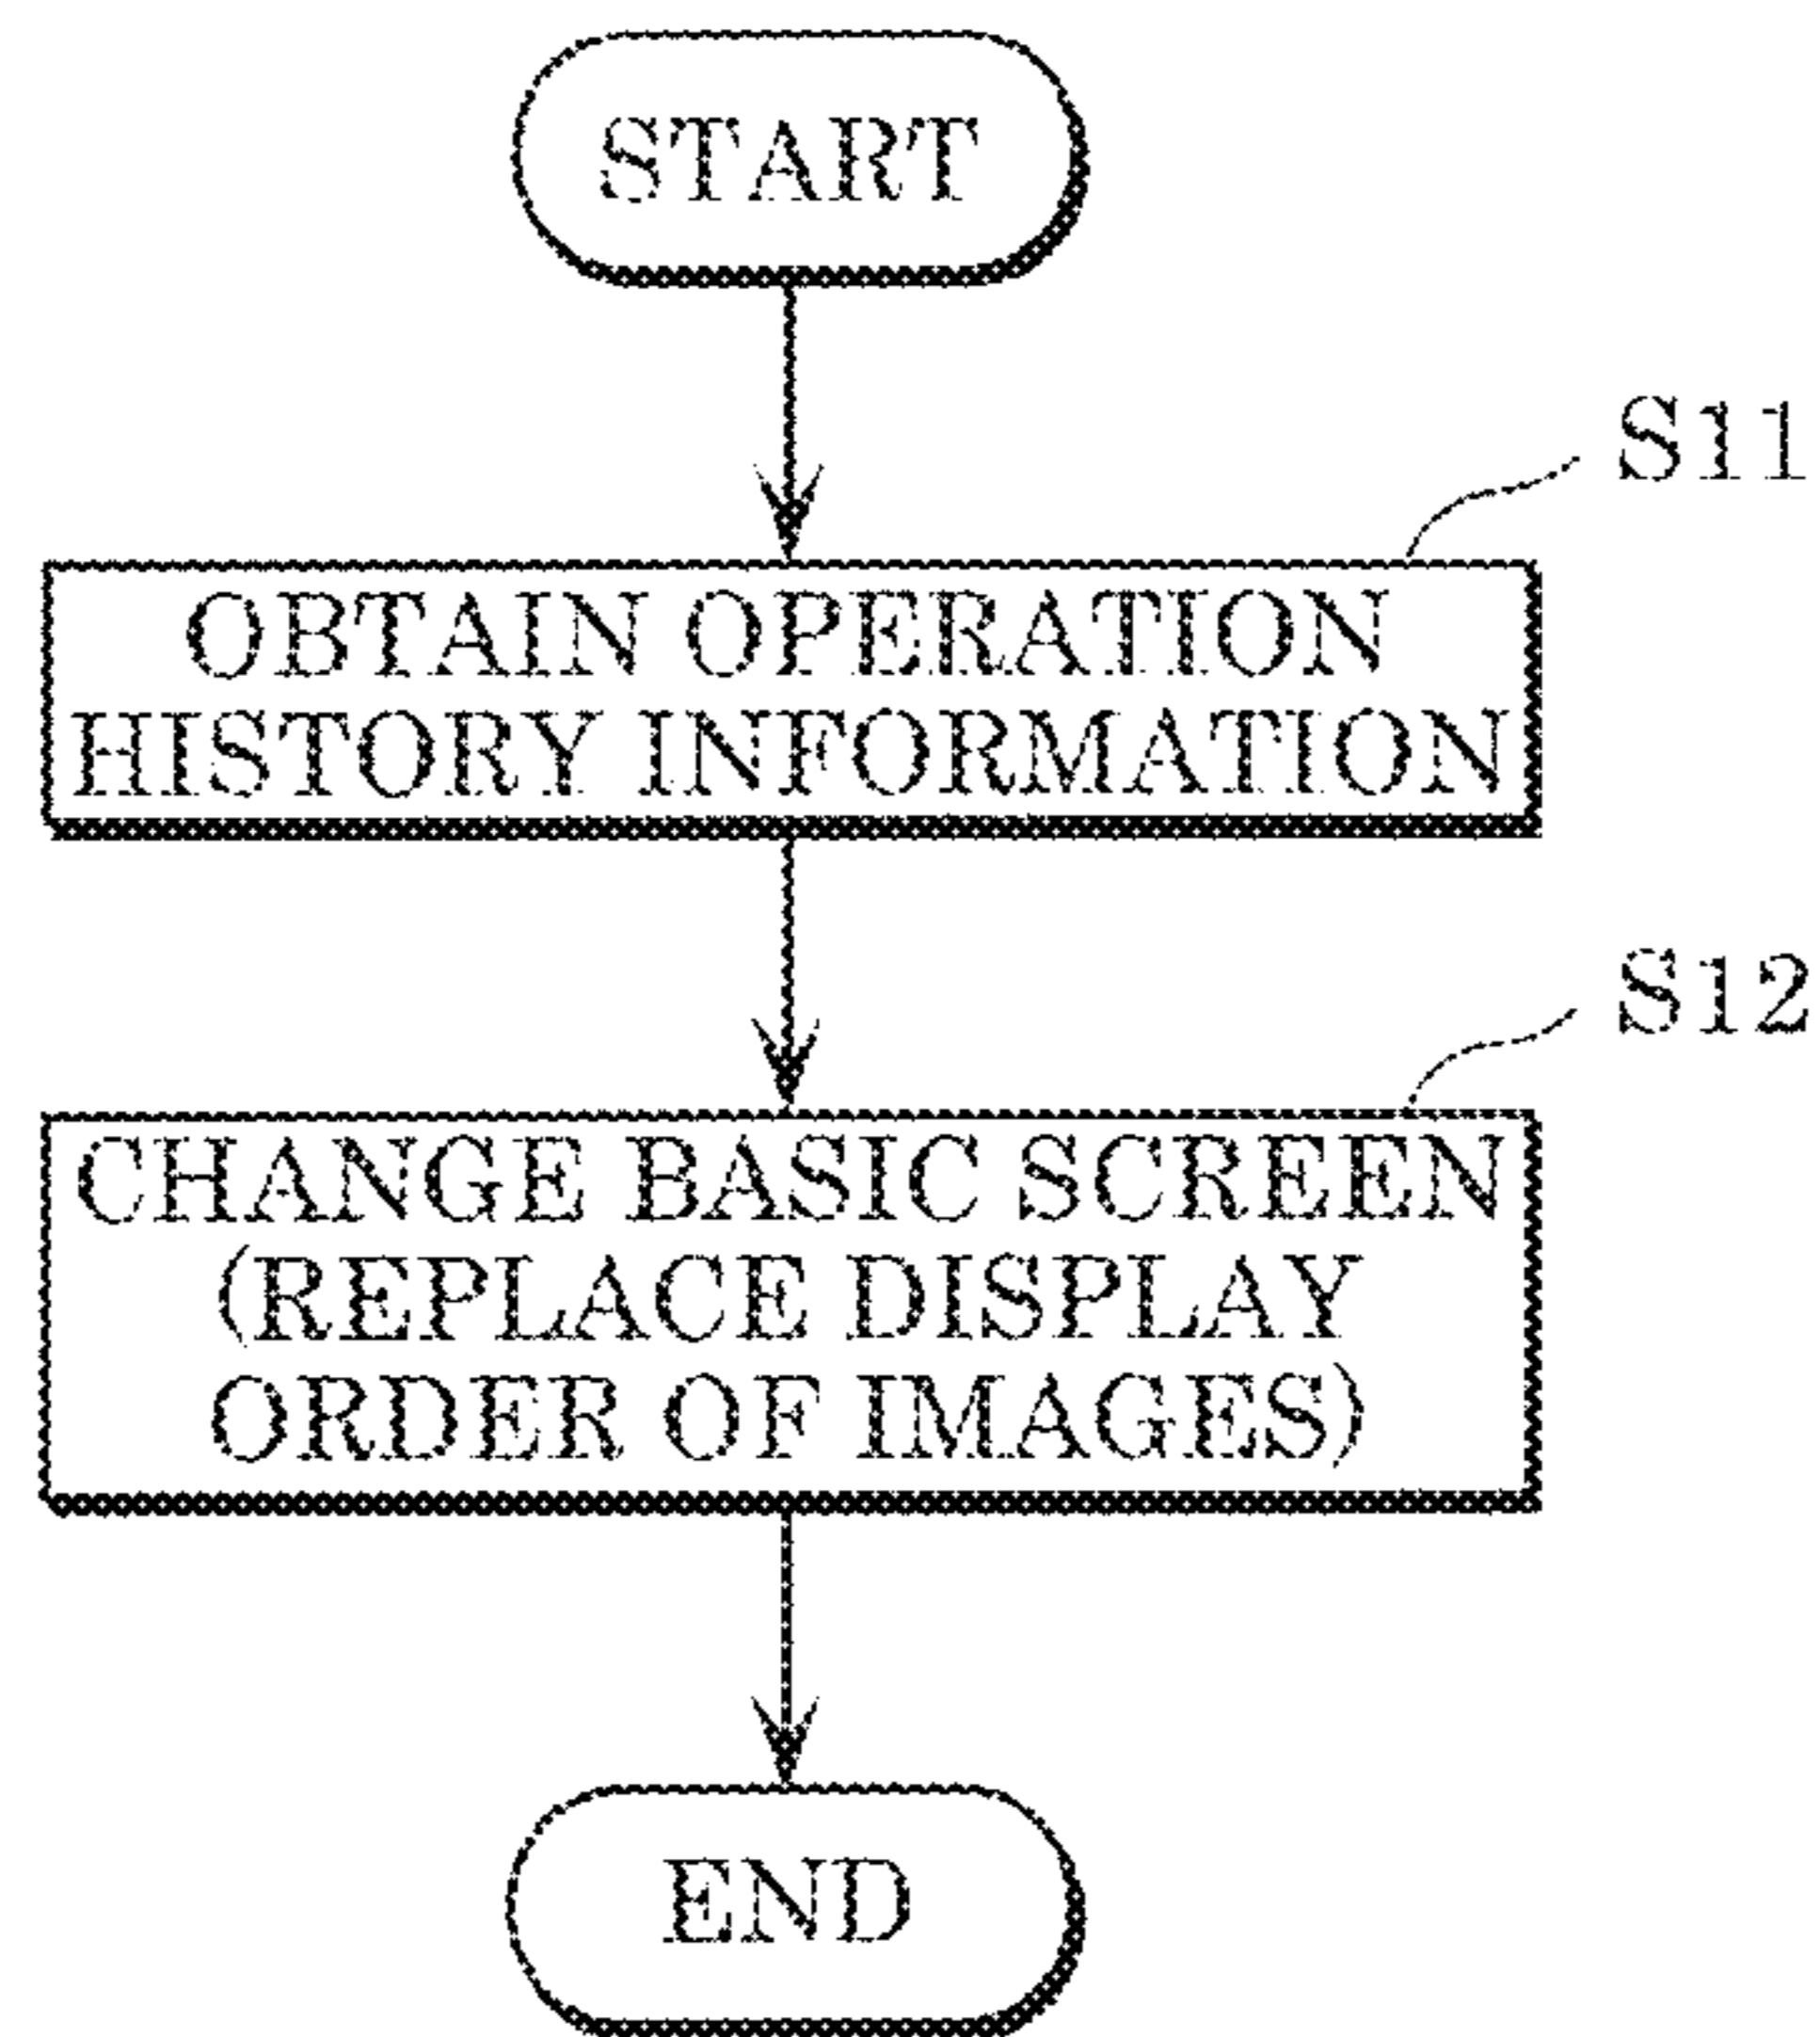 START
S11
OBTAIN OPERATION
HISTORY INFORMATION
S12
CHANGE BASIC SCREEN
(REPLACE DISPLAY
ORDER OF IMAGES)
END